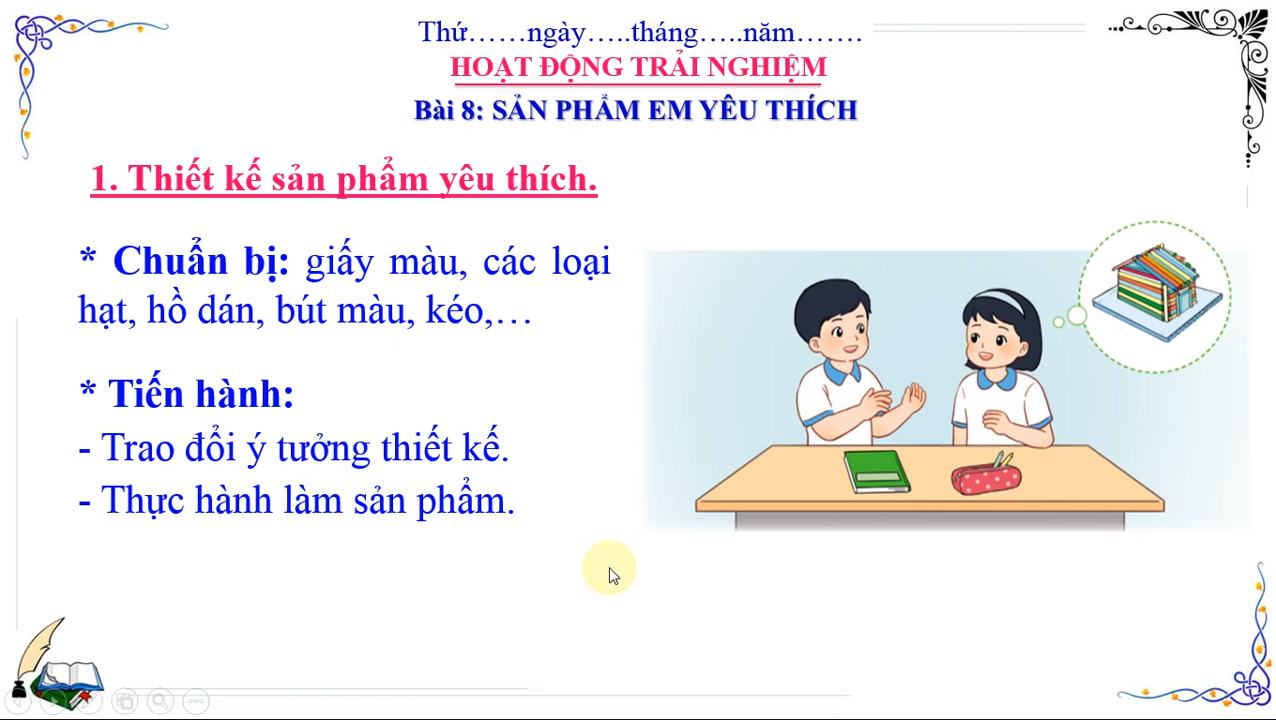 Thứ……ngày…..tháng…..năm…….
HOẠT ĐỘNG TRẢI NGHIỆM
Bài 8: SẢN PHẨM EM YÊU THÍCH
1. Thiết kế sản phẩm yêu thích.
* Chuẩn bị: giấy màu, các loại
hạt, hồ dán, bút màu, kéo,…
* Tiến hành:
- Trao đổi ý tưởng thiết kế.
- Thực hành làm sản phẩm.